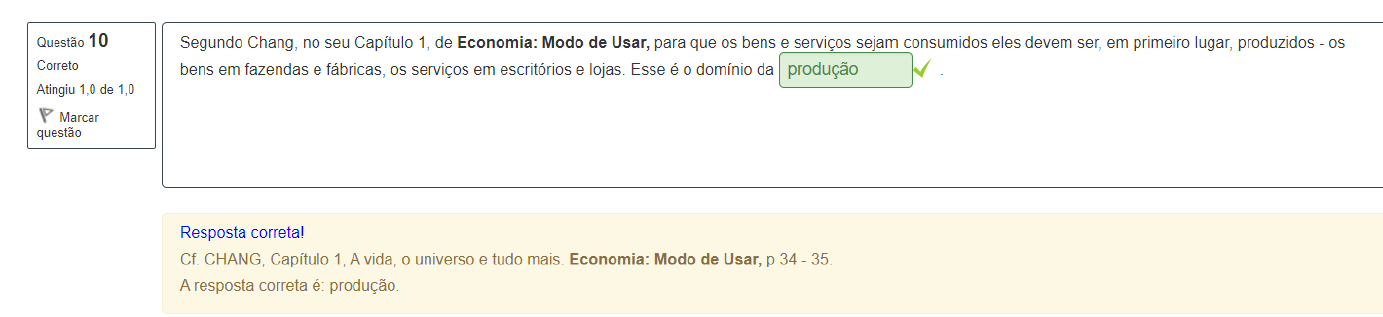 Questão 10
Correto
Atingiu 1,0 de 1,0
Marcar
questão
Segundo Chang, no seu Capítulo 1, de Economia: Modo de Usar, para que os bens e serviços sejam consumidos eles devem ser, em primeiro lugar, produzidos - os
bens em fazendas e fábricas, os serviços em escritórios e lojas. Esse é o domínio da produção .
Resposta correta!
Cf. CHANG, Capítulo 1, A vida, o universo e tudo mais. Economia: Modo de Usar, p 34 - 35.
A resposta correta é: produção.